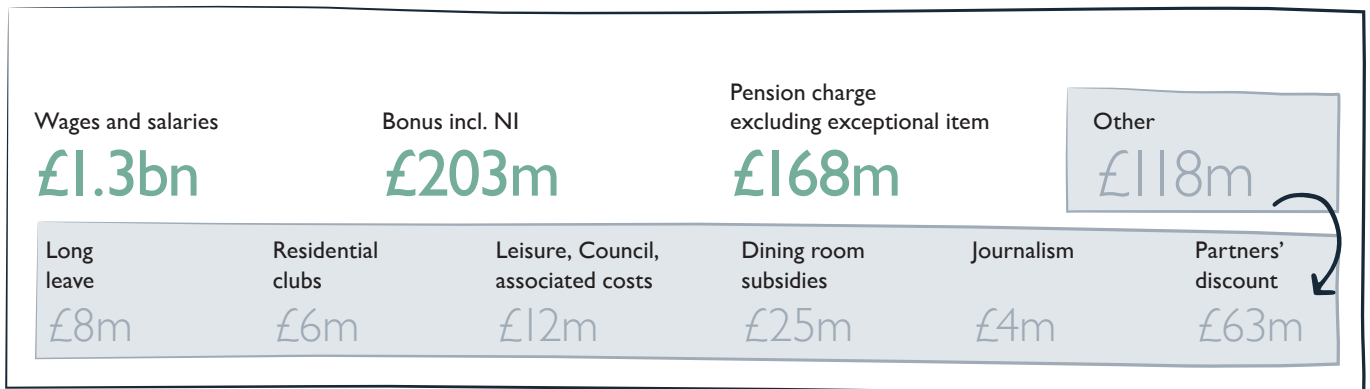 Wages and salaries
£1.3bn
Bonus incl. NI
£203m
Pension charge
excluding exceptional item
£168m
Other
£118m
Long
leave
£8m
Residential
clubs
£6m
Leisure, Council,
associated costs
£12m
Dining room
subsidies
£25m
Journalism
£4m
Partners’
discount
£63m